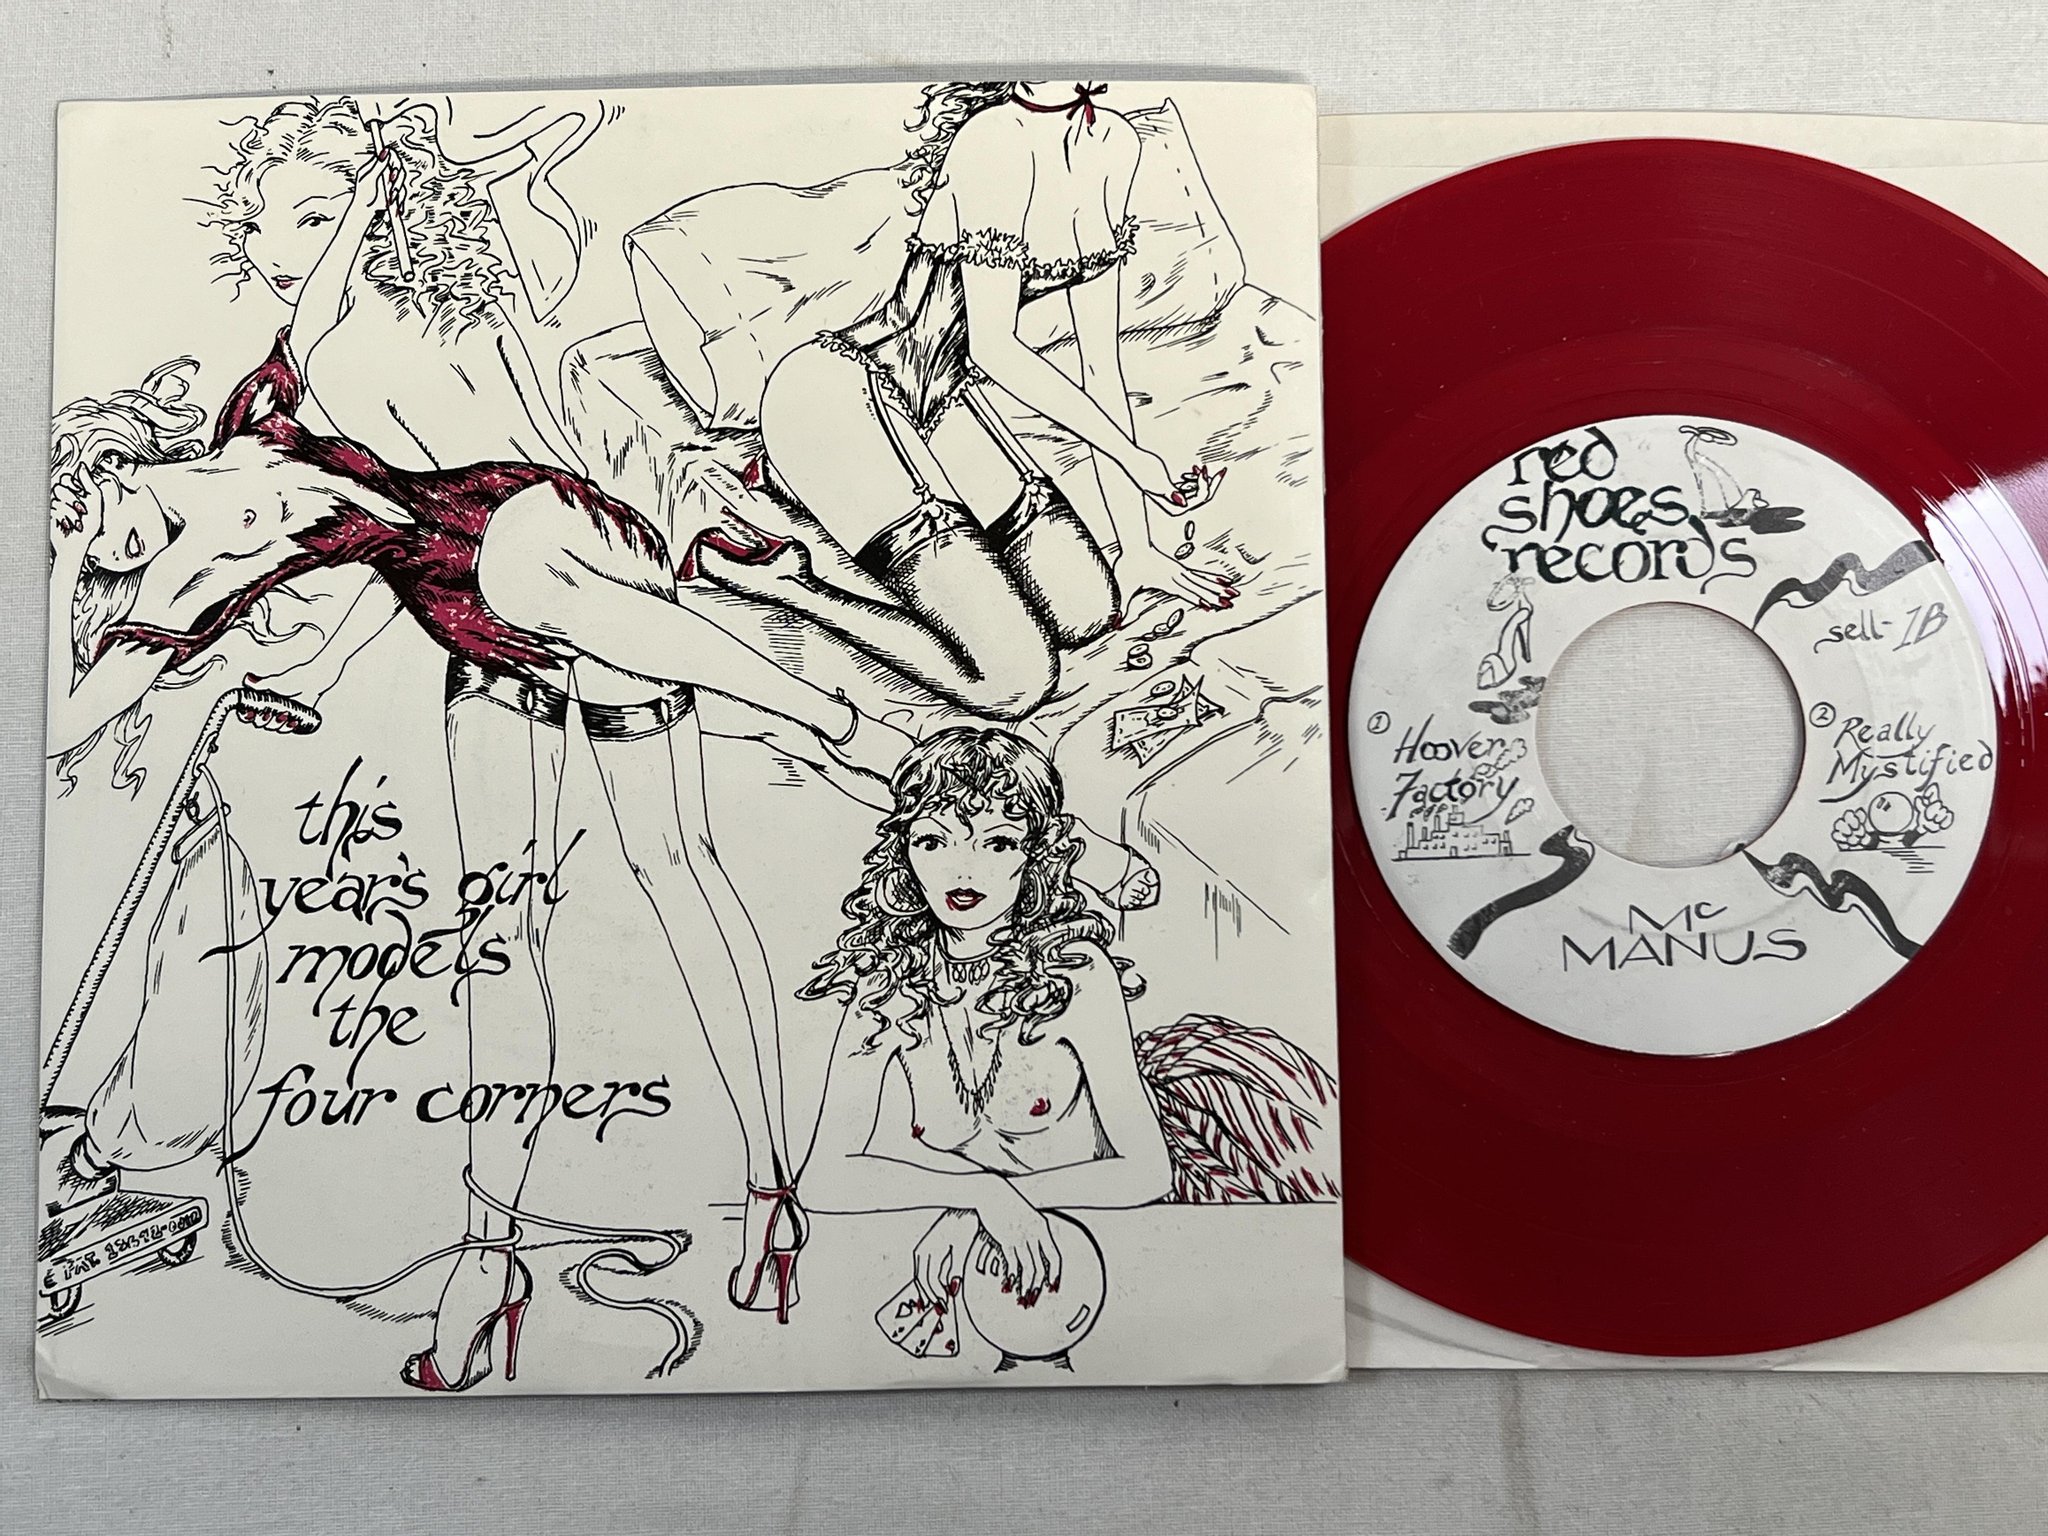 this
year's girl
models
the
four corners
red
shoes
records
sell-1B
① Hoover
Factory
② Really
Mystified
Mc
MANUS